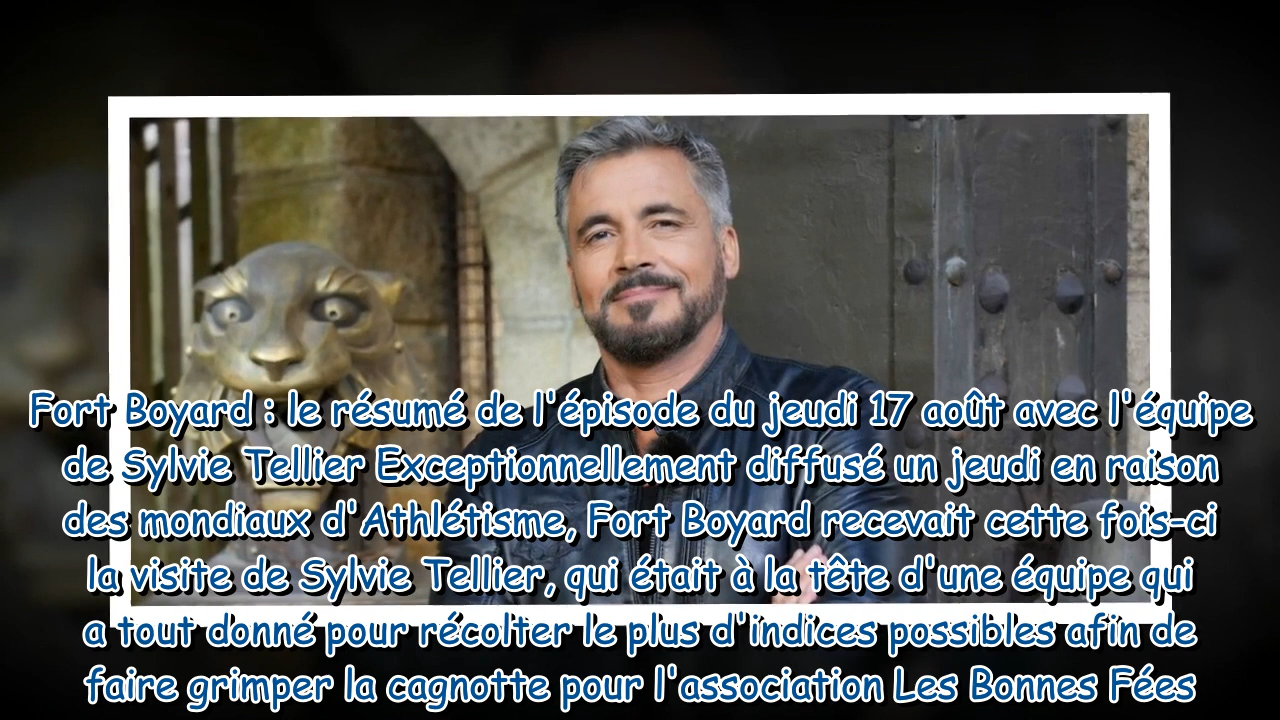 Fort Boyard : le résumé de l'épisode du jeudi 17 août avec l'équipe
de Sylvie Tellier Exceptionnellement diffusé un jeudi en raison
des mondiaux d'Athlétisme, Fort Boyard recevait cette fois-ci
la visite de Sylvie Tellier, qui était à la tête d'une équipe qui
a tout donné pour récolter le plus d'indices possibles afin de
faire grimper la cagnotte pour l'association Les Bonnes Fées